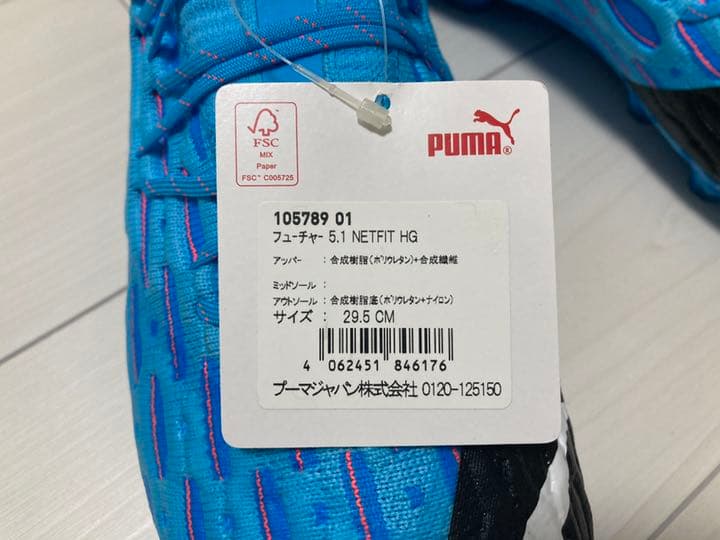 FSC
MIX
Paper
FSC® C005725
PUMA®
105789 01
フューチャー 5.1 NETFIT HG
アッパー : 合成樹脂(ポリウレタン)+合成繊維
ミッドソール :
アウトソール : 合成樹脂底(ポリウレタン+ナイロン)
サイズ : 29.5 CM
4 062451 846176
プーマジャパン株式会社 0120-125150